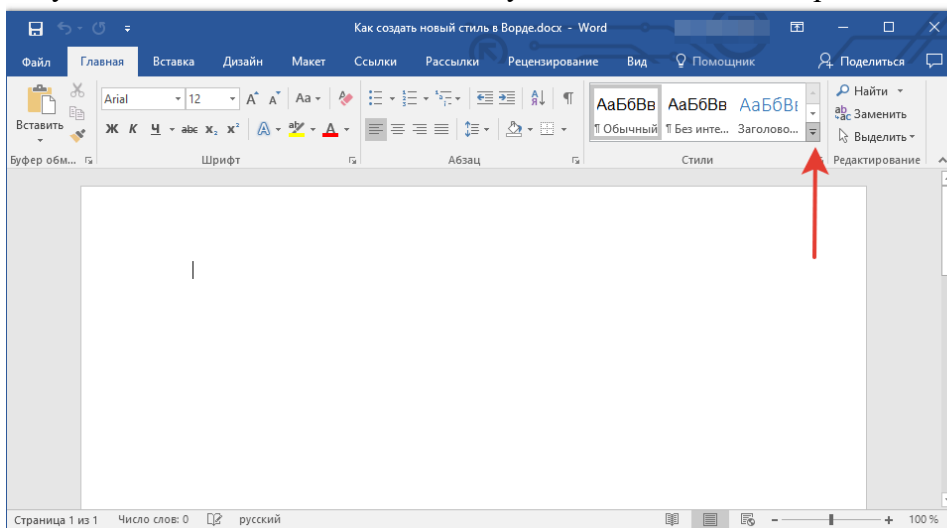 Как создать новый стиль в Ворде.docx - Word
Файл Главная Вставка Дизайн Макет Ссылки Рассылки Рецензирование Вид Помощник Поделиться
Вставить
Arial 12 Aa
Ж К Ч abc x₂ x² A aby A
АаБбВв АаБбВв АаБбВв
¶ Обычный ¶ Без инте... Заголово...
Найти
Заменить
Выделить
Буфер обм... Шрифт Абзац Стили Редактирование
Страница 1 из 1 Число слов: 0 русский 100 %